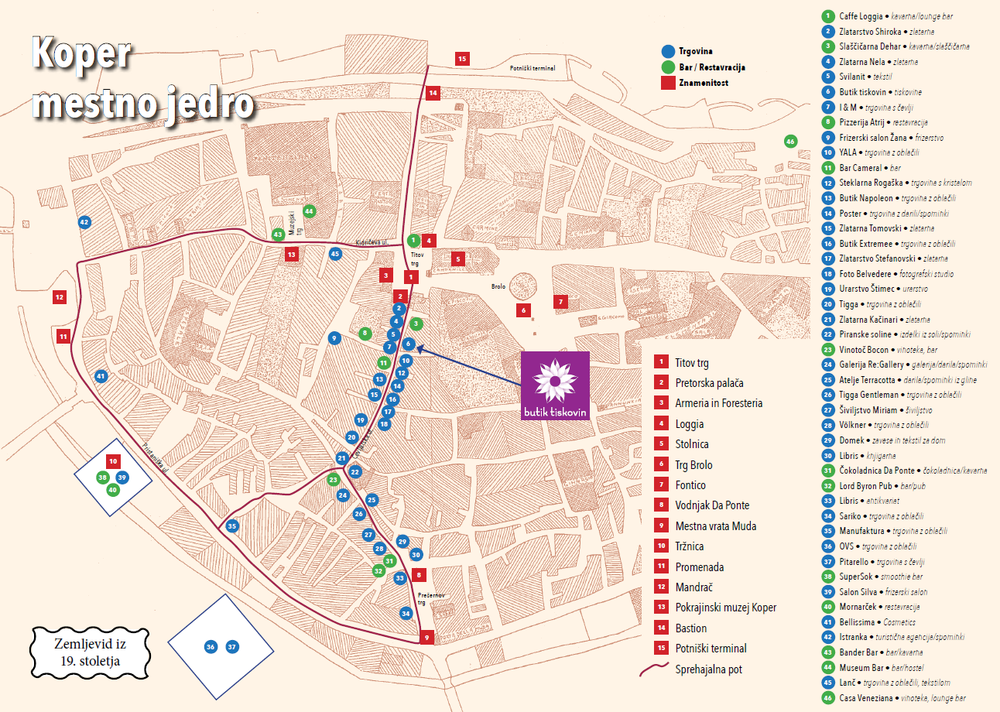 Koper
mestno jedro
Trgovina
Bar / Restavracija
Znamenitost
Potniški terminal
Muzejski
trg
Kidričeva ul.
Titov
trg
Brolo
Čevljarska ul.
Pristaniška ul.
Prešernov
trg
butik tiskovin
Zemljevid iz
19. stoletja
1 Titov trg
2 Pretorska palača
3 Armeria in Foresteria
4 Loggia
5 Stolnica
6 Trg Brolo
7 Fontico
8 Vodnjak Da Ponte
9 Mestna vrata Muda
10 Tržnica
11 Promenada
12 Mandrač
13 Pokrajinski muzej Koper
14 Bastion
15 Potniški terminal
Sprehajalna pot
1 Caffe Loggia • kavarna/lounge bar
2 Zlatarstvo Shiroka • zlatarna
3 Slaščičarna Dehar • kavarna/slaščičarna
4 Zlatarna Nela • zlatarna
5 Svilanit • tekstil
6 Butik tiskovin • tiskovine
7 I & M • trgovina s čevlji
8 Pizzerija Atrij • restavracija
9 Frizerski salon Žana • frizerstvo
10 YALA • trgovina z oblačili
11 Bar Cameral • bar
12 Steklarna Rogaška • trgovina s kristalom
13 Butik Napoleon • trgovina z oblačili
14 Poster • trgovina z darili/spominki
15 Zlatarna Tomovski • zlatarna
16 Butik Extremee • trgovina z oblačili
17 Zlatarstvo Stefanovski • zlatarna
18 Foto Belvedere • fotografski studio
19 Urarstvo Štimec • urarstvo
20 Tigga • trgovina z oblačili
21 Zlatarna Kačinari • zlatarna
22 Piranske soline • izdelki iz soli/spominki
23 Vinotoč Bocon • vinoteka, bar
24 Galerija Re:Gallery • galerija/darila/spominki
25 Atelje Terracotta • darila/spominki iz gline
26 Tigga Gentleman • trgovina z oblačili
27 Šiviljstvo Miriam • šiviljstvo
28 Völkner • trgovina z oblačili
29 Domek • zavese in tekstil za dom
30 Libris • knjigarna
31 Čokoladnica Da Ponte • čokoladnica/kavarna
32 Lord Byron Pub • bar/pub
33 Libris • antikvariat
34 Sariko • trgovina z oblačili
35 Manufaktura • trgovina z oblačili
36 OVS • trgovina z oblačili
37 Pitarello • trgovina s čevlji
38 SuperSok • smoothie bar
39 Salon Silva • frizerski salon
40 Mornarček • restavracija
41 Bellissima • Cosmetics
42 Istranka • turistična agencija/spominki
43 Bander Bar • bar/kavarna
44 Museum Bar • bar/hostel
45 Lanč • trgovina z oblačili, tekstilom
46 Casa Veneziana • vinoteka, lounge bar